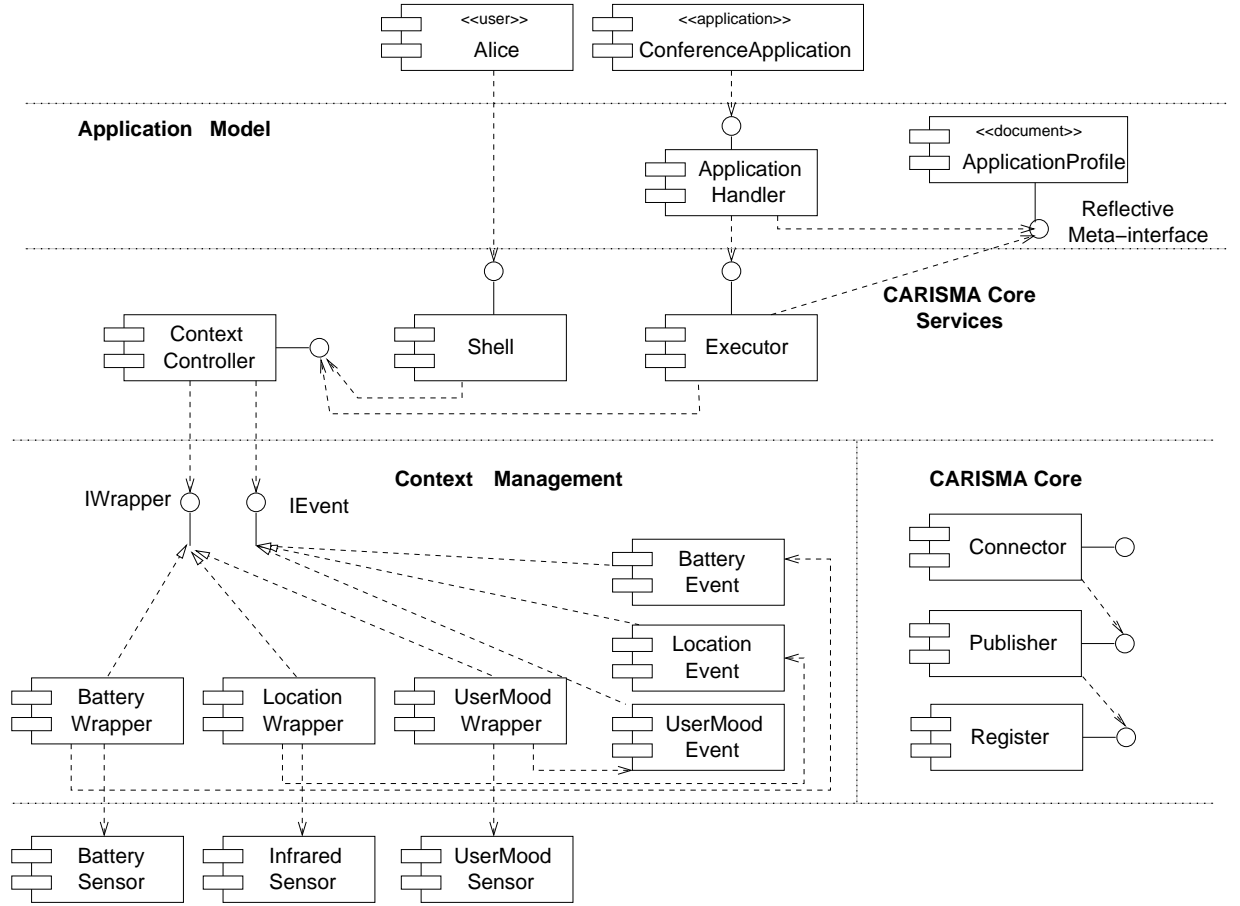 <<user>>
Alice
<<application>>
ConferenceApplication
Application Model
<<document>>
ApplicationProfile
Application
Handler
Reflective
Meta−interface
CARISMA Core
Services
Context
Controller
Shell
Executor
Context Management
CARISMA Core
IWrapper
IEvent
Connector
Battery
Event
Publisher
Location
Event
Battery
Wrapper
Location
Wrapper
UserMood
Wrapper
UserMood
Event
Register
Battery
Sensor
Infrared
Sensor
UserMood
Sensor